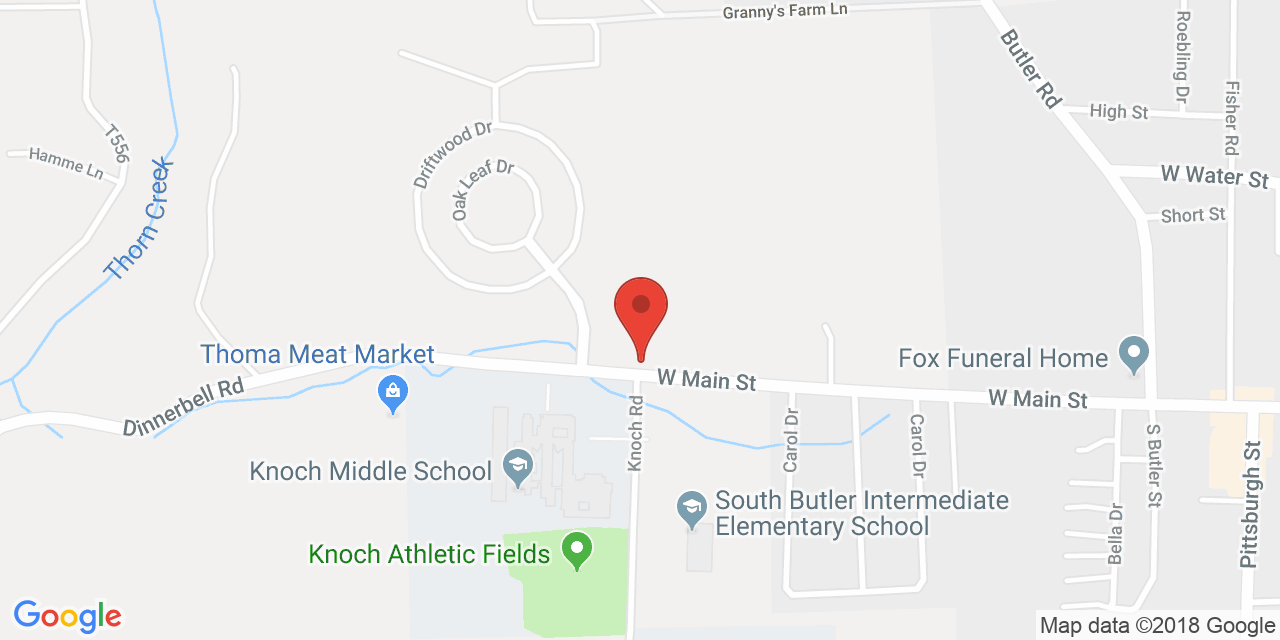 Granny's Farm Ln
Roebling Dr
Butler Rd
Fisher Rd
High St
T556
Driftwood Dr
Hamme Ln
Oak Leaf Dr
Thorn Creek
W Water St
Short St
Thoma Meat Market
Fox Funeral Home
W Main St
W Main St
Dinnerbell Rd
Knoch Rd
Carol Dr
Carol Dr
S Butler St
Pittsburgh St
Knoch Middle School
South Butler Intermediate
Elementary School
Bella Dr
Knoch Athletic Fields
Google
Map data ©2018 Google